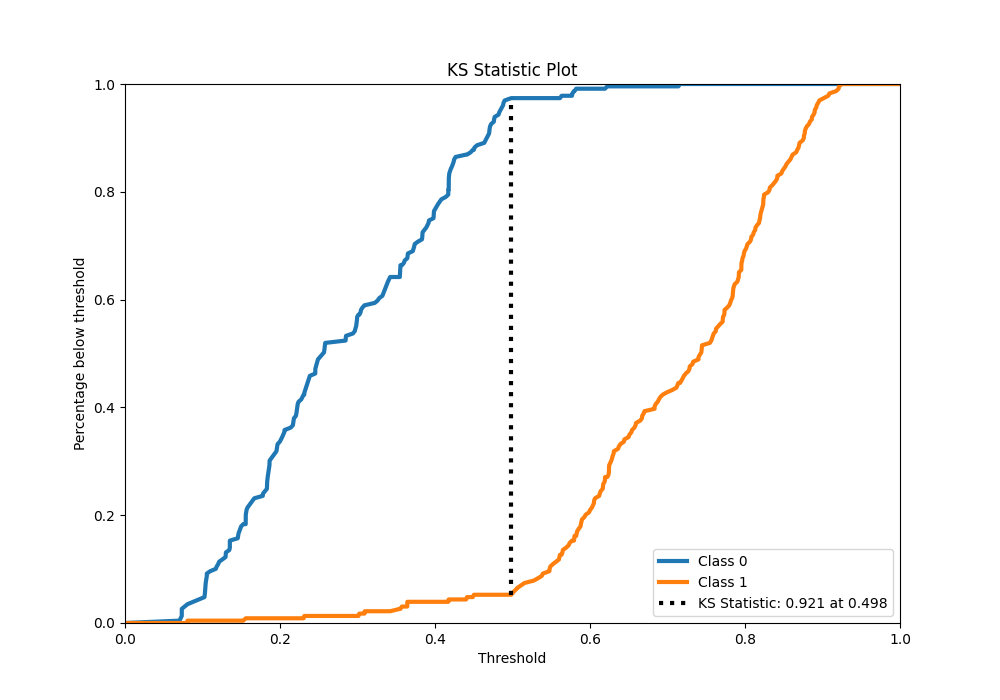 KS Statistic Plot
1.0
0.8
0.6
0.4
0.2
0.0
Percentage below threshold
0.0 0.2 0.4 0.6 0.8 1.0
Threshold
Class 0
Class 1
KS Statistic: 0.921 at 0.498